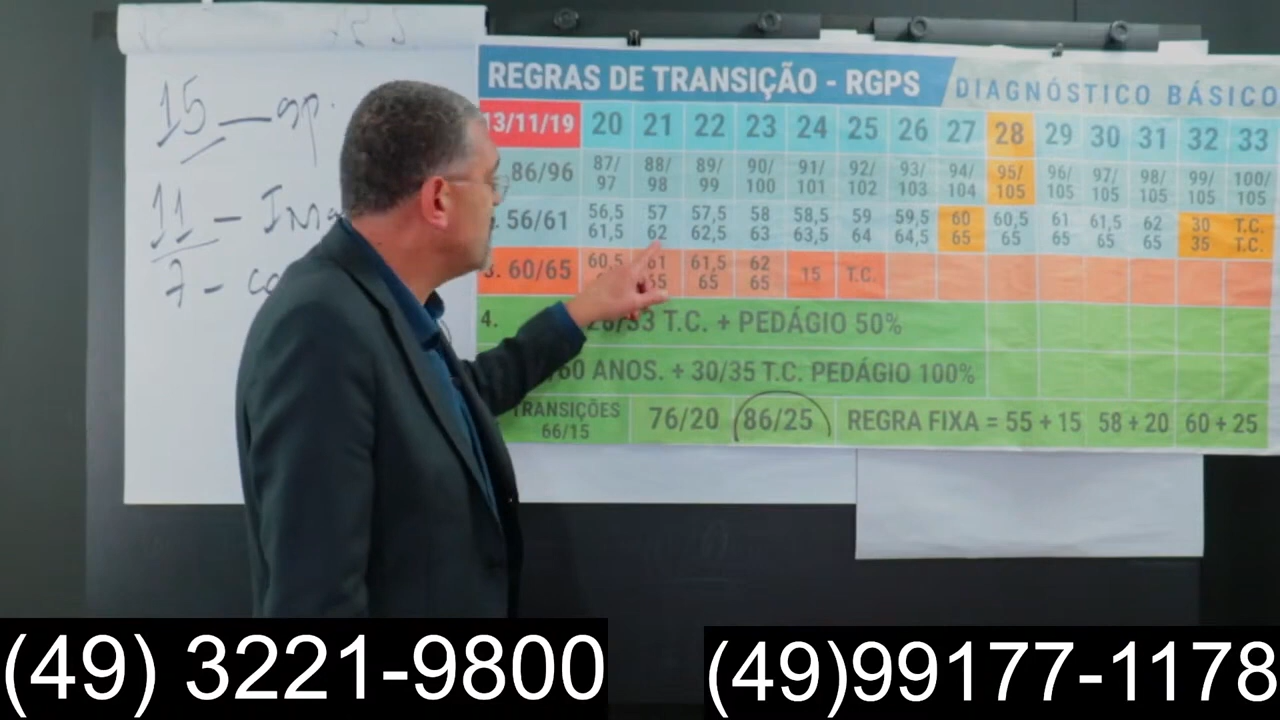 15 — ap.
11 —
7 —
REGRAS DE TRANSIÇÃO - RGPS DIAGNÓSTICO BÁSICO
13/11/19 20 21 22 23 24 25 26 27 28 29 30 31 32 33
86/96 87/ 88/ 89/ 90/ 91/ 92/ 93/ 94/ 95/ 96/ 97/ 98/ 99/ 100/
97 98 99 100 101 102 103 104 105 105 105 105 105 105
56/61 56,5 57 57,5 58 58,5 59 59,5 60 60,5 61 61,5 62 30 T.C.
61,5 62 62,5 63 63,5 64 64,5 65 65 65 65 65 35 T.C.
60/65 60,5 61 61,5 62 15 T.C.
65 65 65
4. 28/33 T.C. + PEDÁGIO 50%
/60 ANOS. + 30/35 T.C. PEDÁGIO 100%
TRANSIÇÕES 76/20 86/25 REGRA FIXA = 55 + 15 58 + 20 60 + 25
66/15
(49) 3221-9800 (49)99177-1178